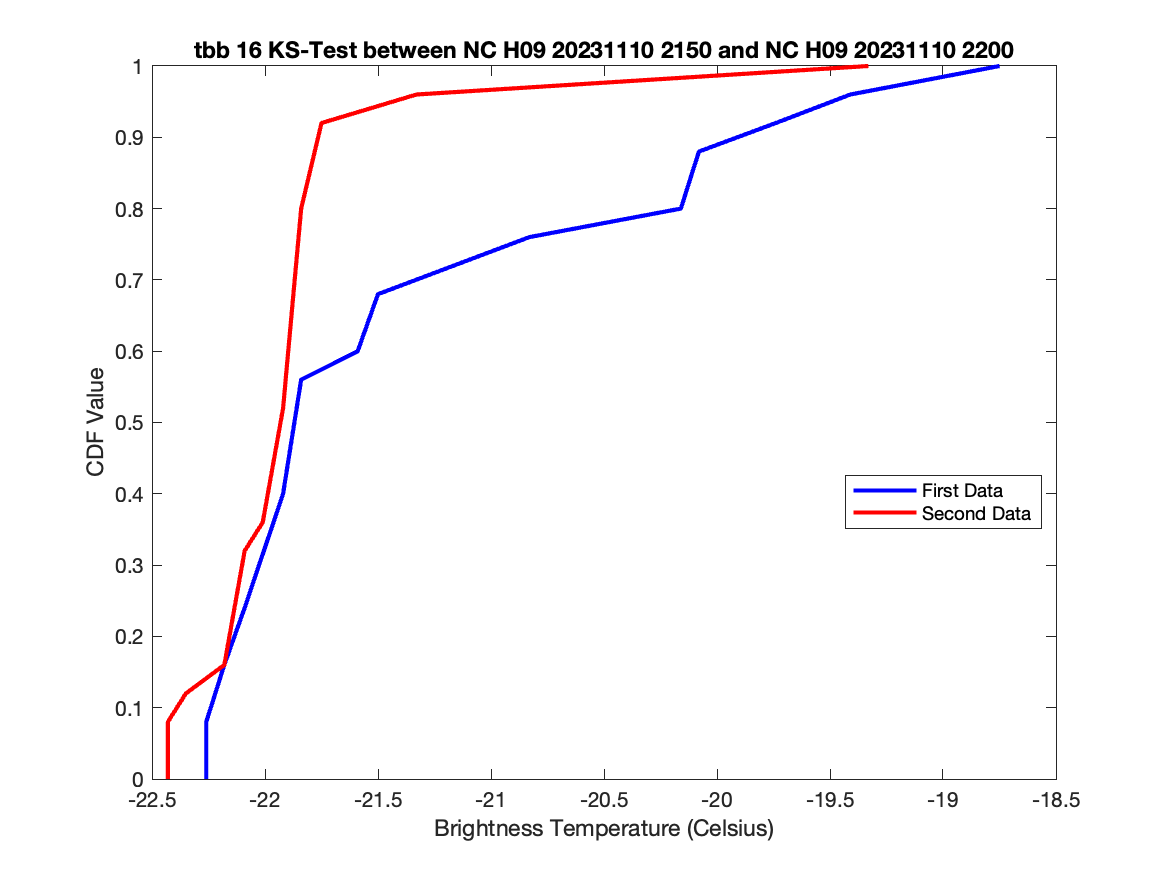 tbb 16 KS-Test between NC H09 20231110 2150 and NC H09 20231110 2200
1
0.9
0.8
0.7
0.6
0.5
0.4
0.3
0.2
0.1
0
CDF Value
First Data
Second Data
-22.5 -22 -21.5 -21 -20.5 -20 -19.5 -19 -18.5
Brightness Temperature (Celsius)